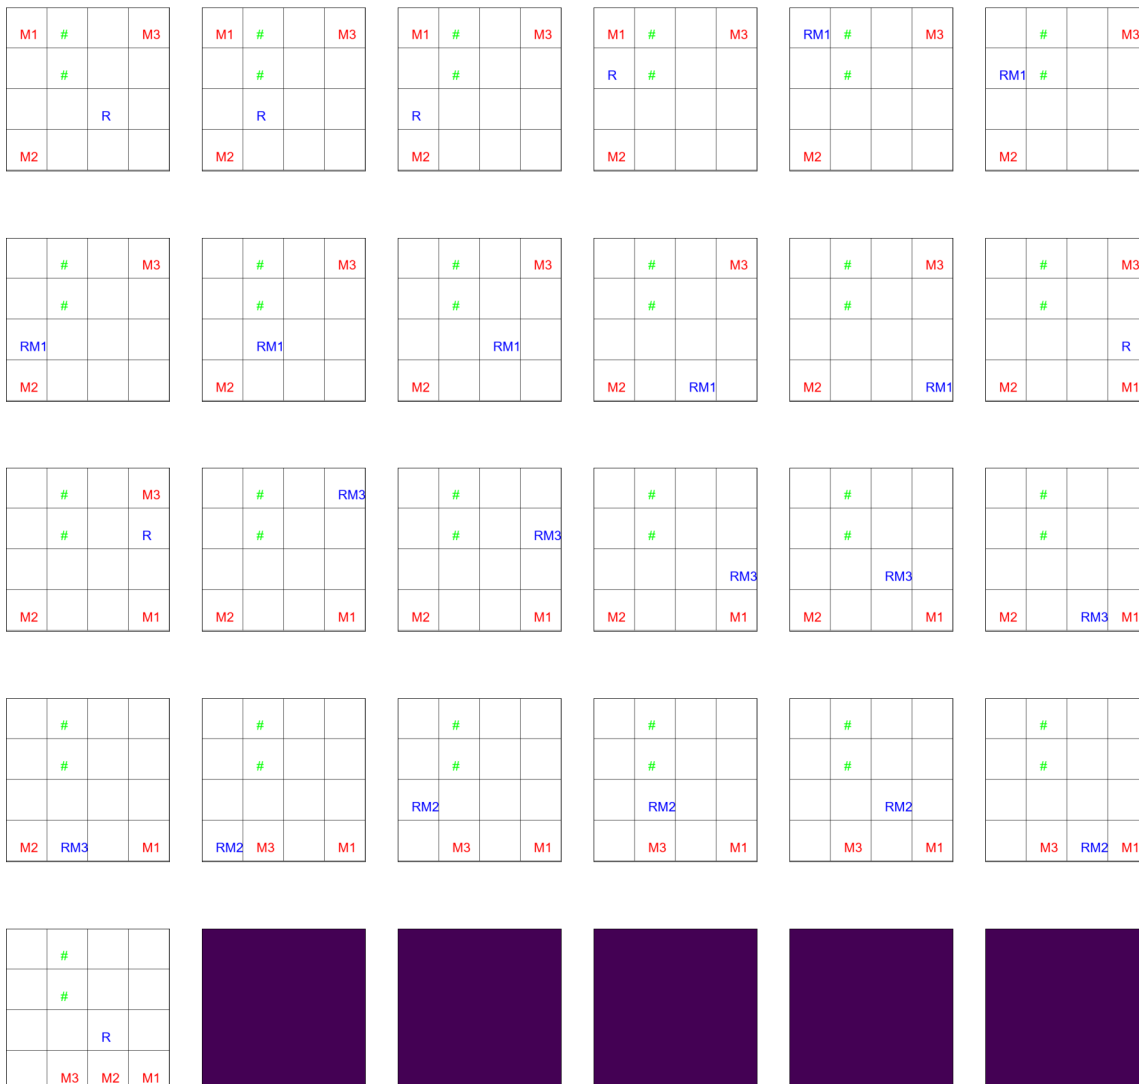 M1 # M3 M1 # M3 M1 # M3 M1 # M3 RM1 # M3 # M3
# # # R # # RM1 #
R R R
M2 M2 M2 M2 M2 M2
# M3 # M3 # M3 # M3 # M3 # M3
# # # # # #
RM1 RM1 RM1 R
M2 M2 M2 M2 RM1 M2 RM1 M2 M1
# M3 # RM3 # # # #
# R # # RM3 # # #
RM3 RM3
M2 M1 M2 M1 M2 M1 M2 M1 M2 M1 M2 RM3 M1
# # # # # #
# # # # # #
RM2 RM2 RM2
M2 RM3 M1 RM2 M3 M1 M3 M1 M3 M1 M3 M1 M3 RM2 M1
#
#
R
M3 M2 M1